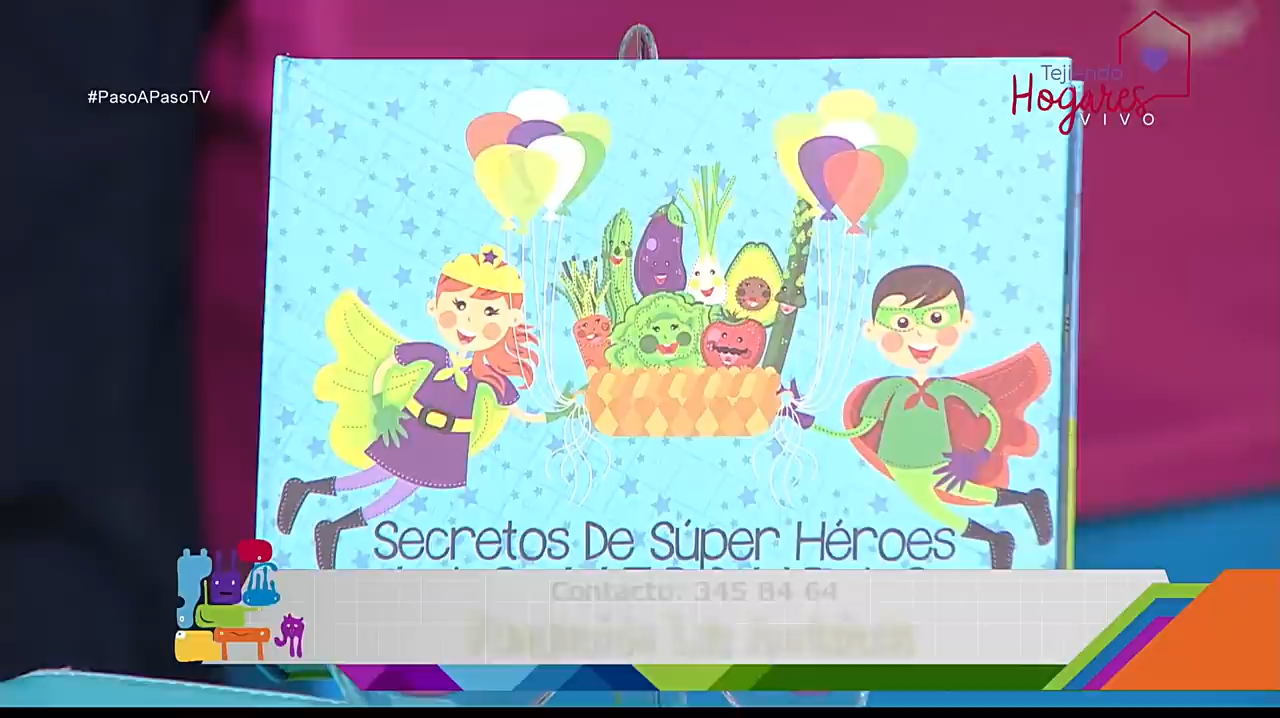 #PasoAPasoTV
Tejiendo
Hogares
VIVO
Secretos De Súper Héroes
Contacto: 345 84 64